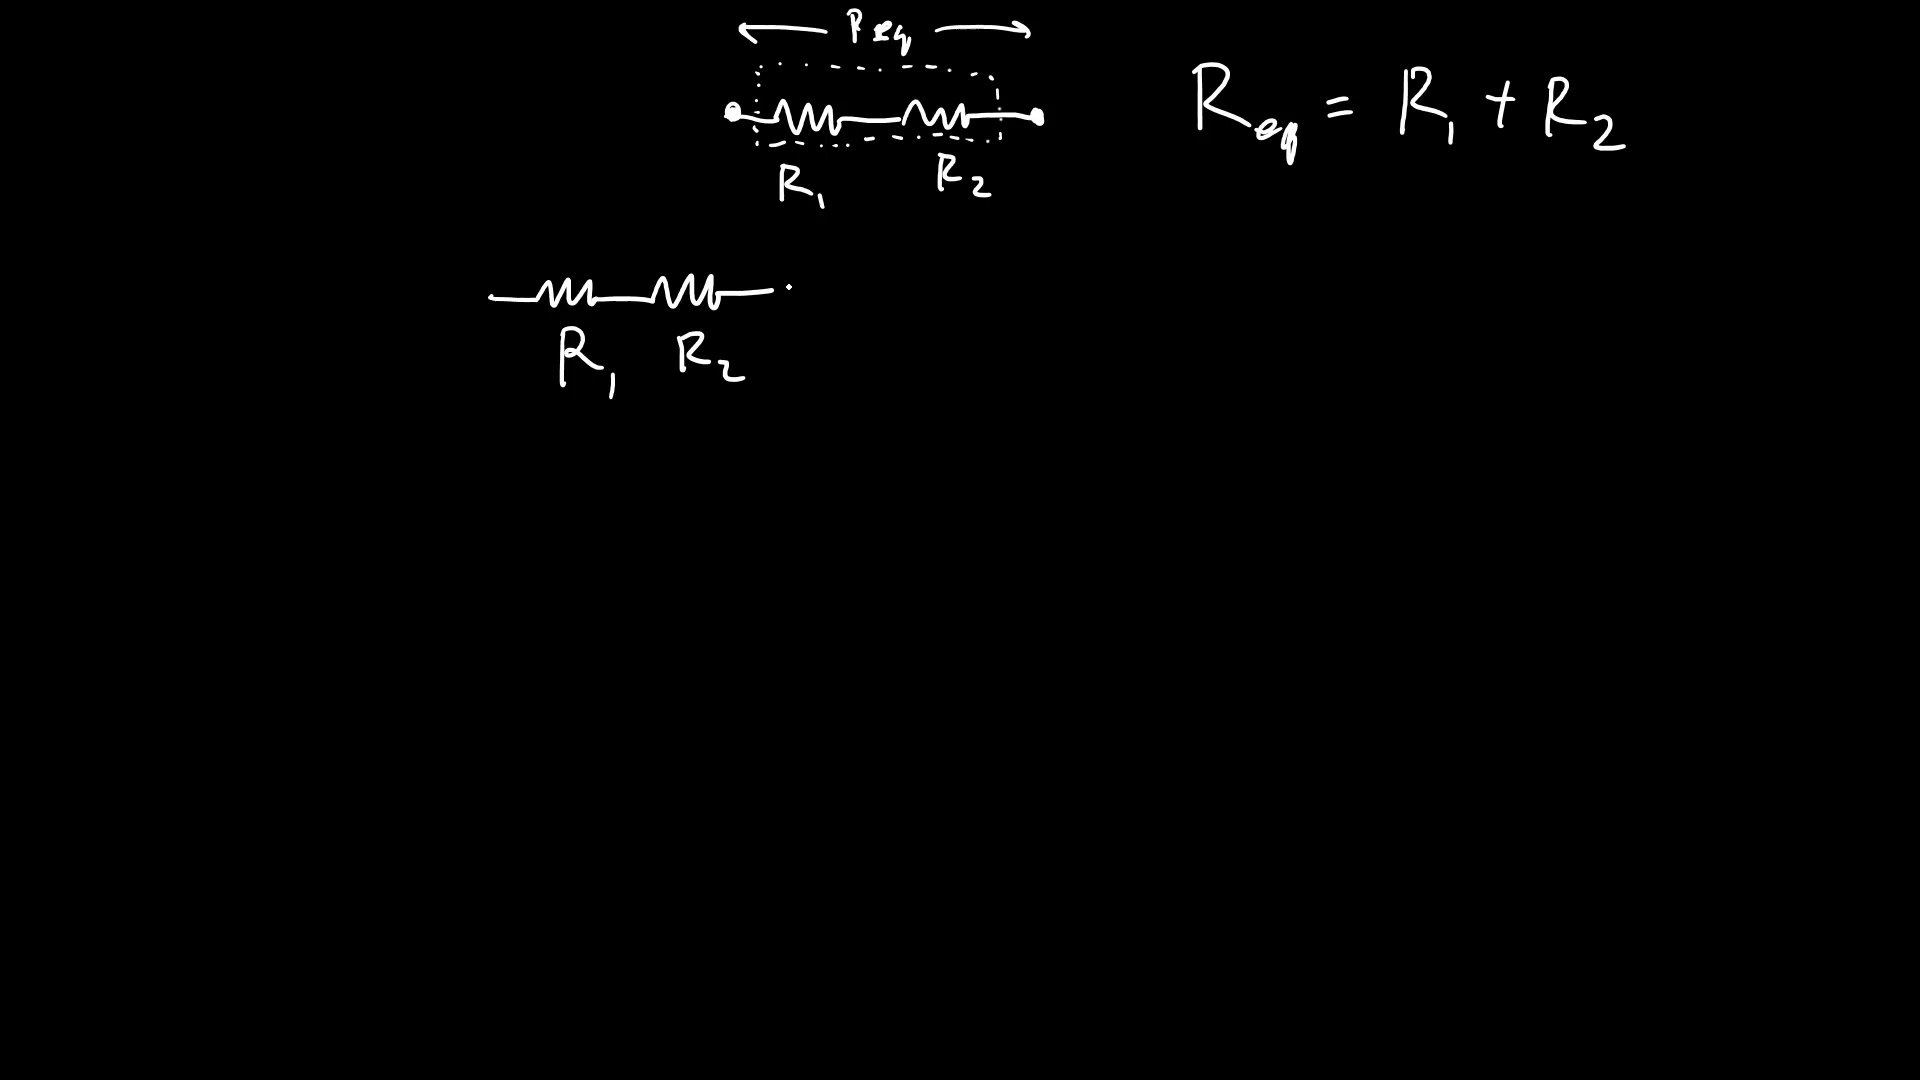 Req
R₁ R₂
Req = R₁ + R₂
R₁ R₂